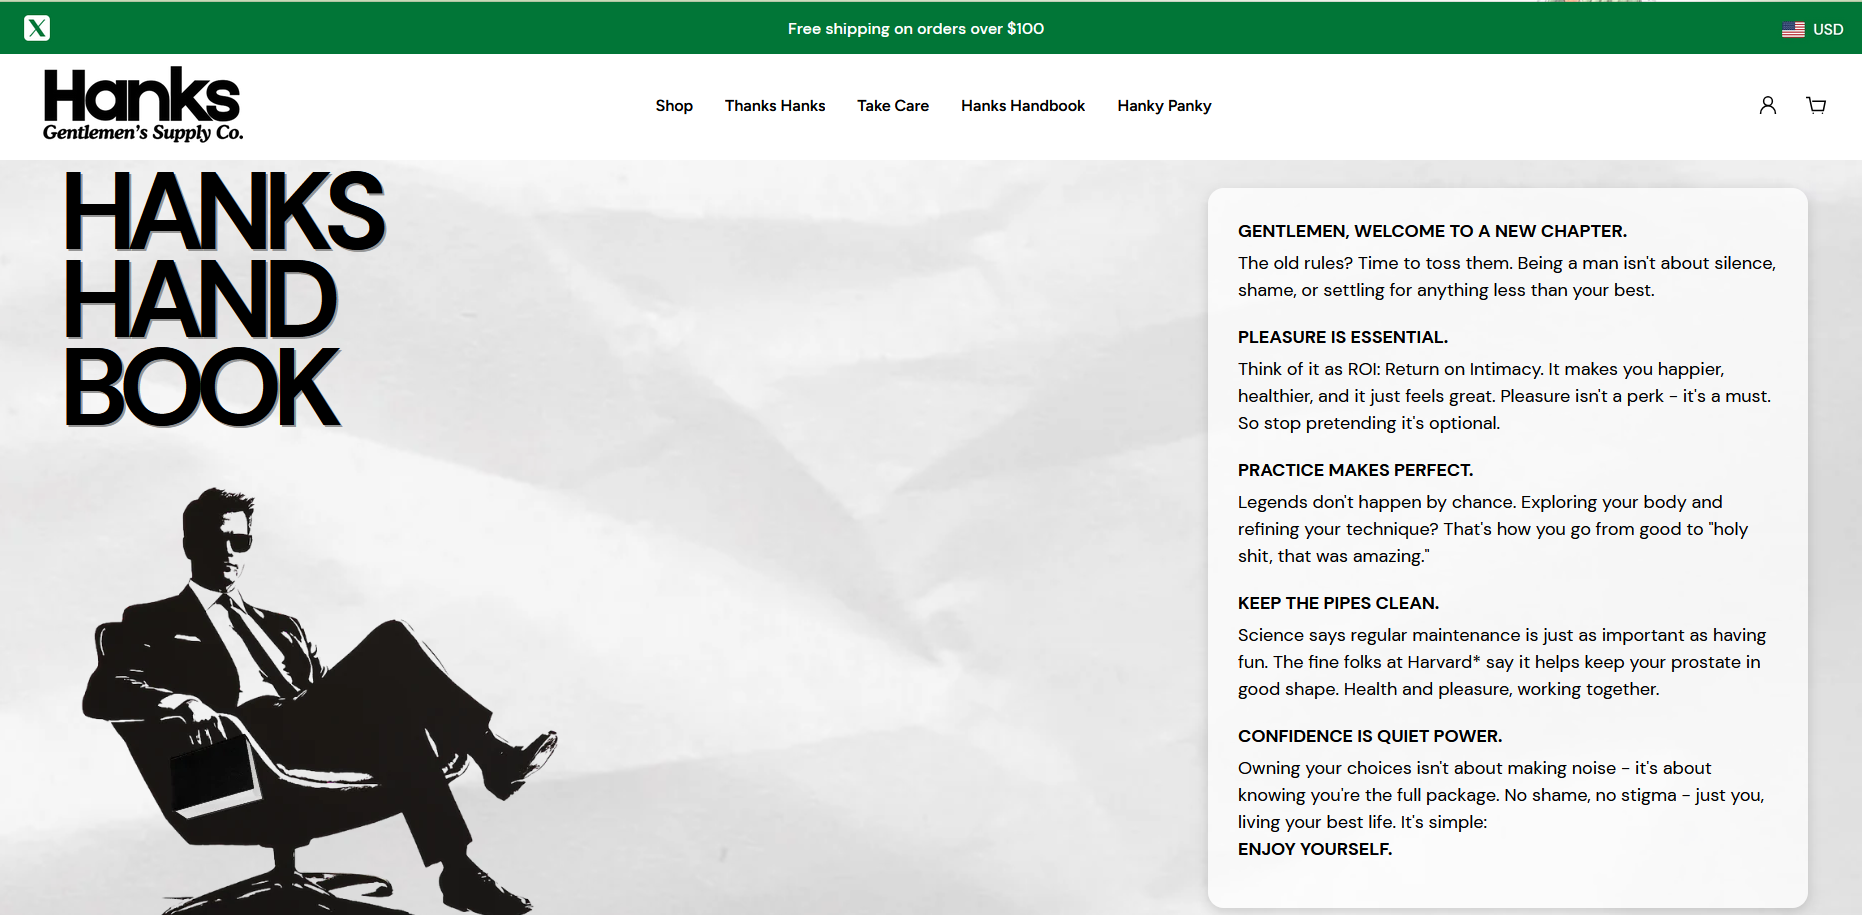 X
Free shipping on orders over $100
USD
Hanks
Gentlemen's Supply Co.
Shop
Thanks Hanks
Take Care
Hanks Handbook
Hanky Panky
HANKS
HAND
BOOK
GENTLEMEN, WELCOME TO A NEW CHAPTER.
The old rules? Time to toss them. Being a man isn't about silence,
shame, or settling for anything less than your best.
PLEASURE IS ESSENTIAL.
Think of it as ROI: Return on Intimacy. It makes you happier,
healthier, and it just feels great. Pleasure isn't a perk - it's a must.
So stop pretending it's optional.
PRACTICE MAKES PERFECT.
Legends don't happen by chance. Exploring your body and
refining your technique? That's how you go from good to "holy
shit, that was amazing."
KEEP THE PIPES CLEAN.
Science says regular maintenance is just as important as having
fun. The fine folks at Harvard* say it helps keep your prostate in
good shape. Health and pleasure, working together.
CONFIDENCE IS QUIET POWER.
Owning your choices isn't about making noise - it's about
knowing you're the full package. No shame, no stigma - just you,
living your best life. It's simple:
ENJOY YOURSELF.